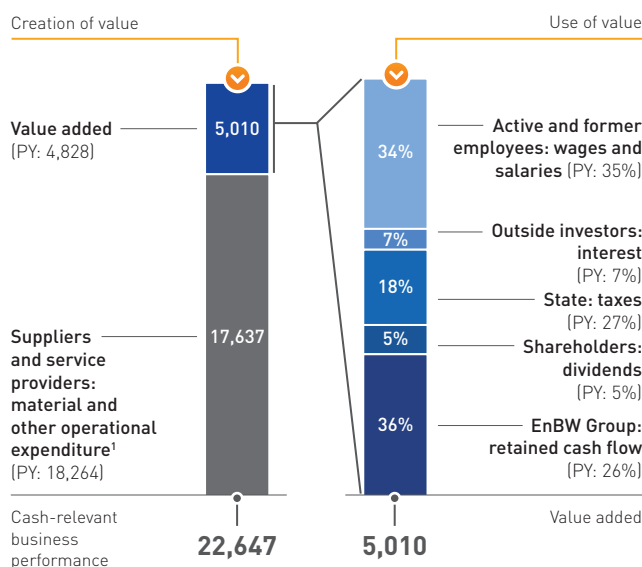 Creation of value
Use of value
Value added
(PY: 4,828)
5,010
Suppliers
and service
providers:
material and
other operational
expenditure¹
(PY: 18,264)
17,637
34%
Active and former
employees: wages and
salaries (PY: 35%)
7%
Outside investors:
interest
(PY: 7%)
18%
State: taxes
(PY: 27%)
5%
Shareholders:
dividends
(PY: 5%)
36%
EnBW Group:
retained cash flow
(PY: 26%)
Cash-relevant
business
performance
22,647
5,010
Value added